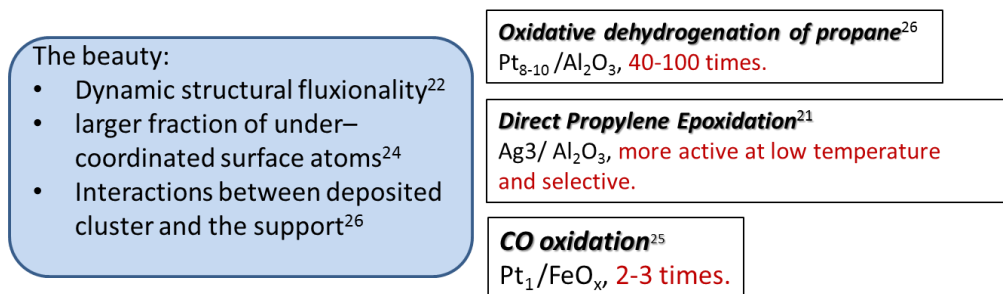 The beauty:
• Dynamic structural fluxionality²²
• larger fraction of under–
coordinated surface atoms²⁴
• Interactions between deposited
cluster and the support²⁶
Oxidative dehydrogenation of propane²⁶
Pt₈₋₁₀ /Al₂O₃, 40-100 times.
Direct Propylene Epoxidation²¹
Ag3/ Al₂O₃, more active at low temperature
and selective.
CO oxidation²⁵
Pt₁/FeOₓ, 2-3 times.